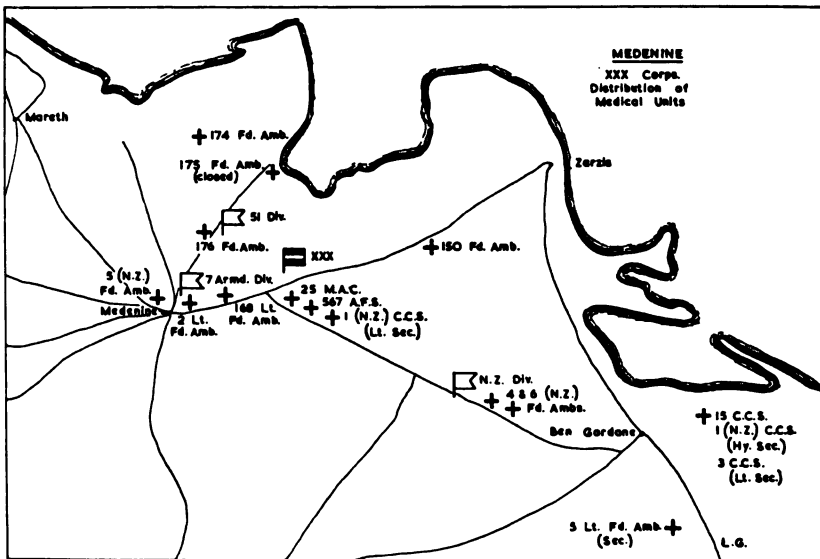 MEDENINE
XXX Corps.
Distribution of
Medical Units
Mareth
174 Fd. Amb.
175 Fd. Amb.
(closed)
Zarzis
51 Div.
176 Fd. Amb.
XXX
150 Fd. Amb.
5 (N.Z.)
Fd. Amb.
7 Armd. Div.
Medenine
2 Lt.
Fd. Amb.
168 Lt.
Fd. Amb.
25 M.A.C.
567 A.F.S.
1 (N.Z.) C.C.S.
(Lt. Sec.)
N.Z. Div.
4 & 6 (N.Z.)
Fd. Ambs.
Ben Gardane
15 C.C.S.
1 (N.Z.) C.C.S.
(Hy. Sec.)
3 C.C.S.
(Lt. Sec.)
5 Lt. Fd. Amb.
(Sec.)
L.G.